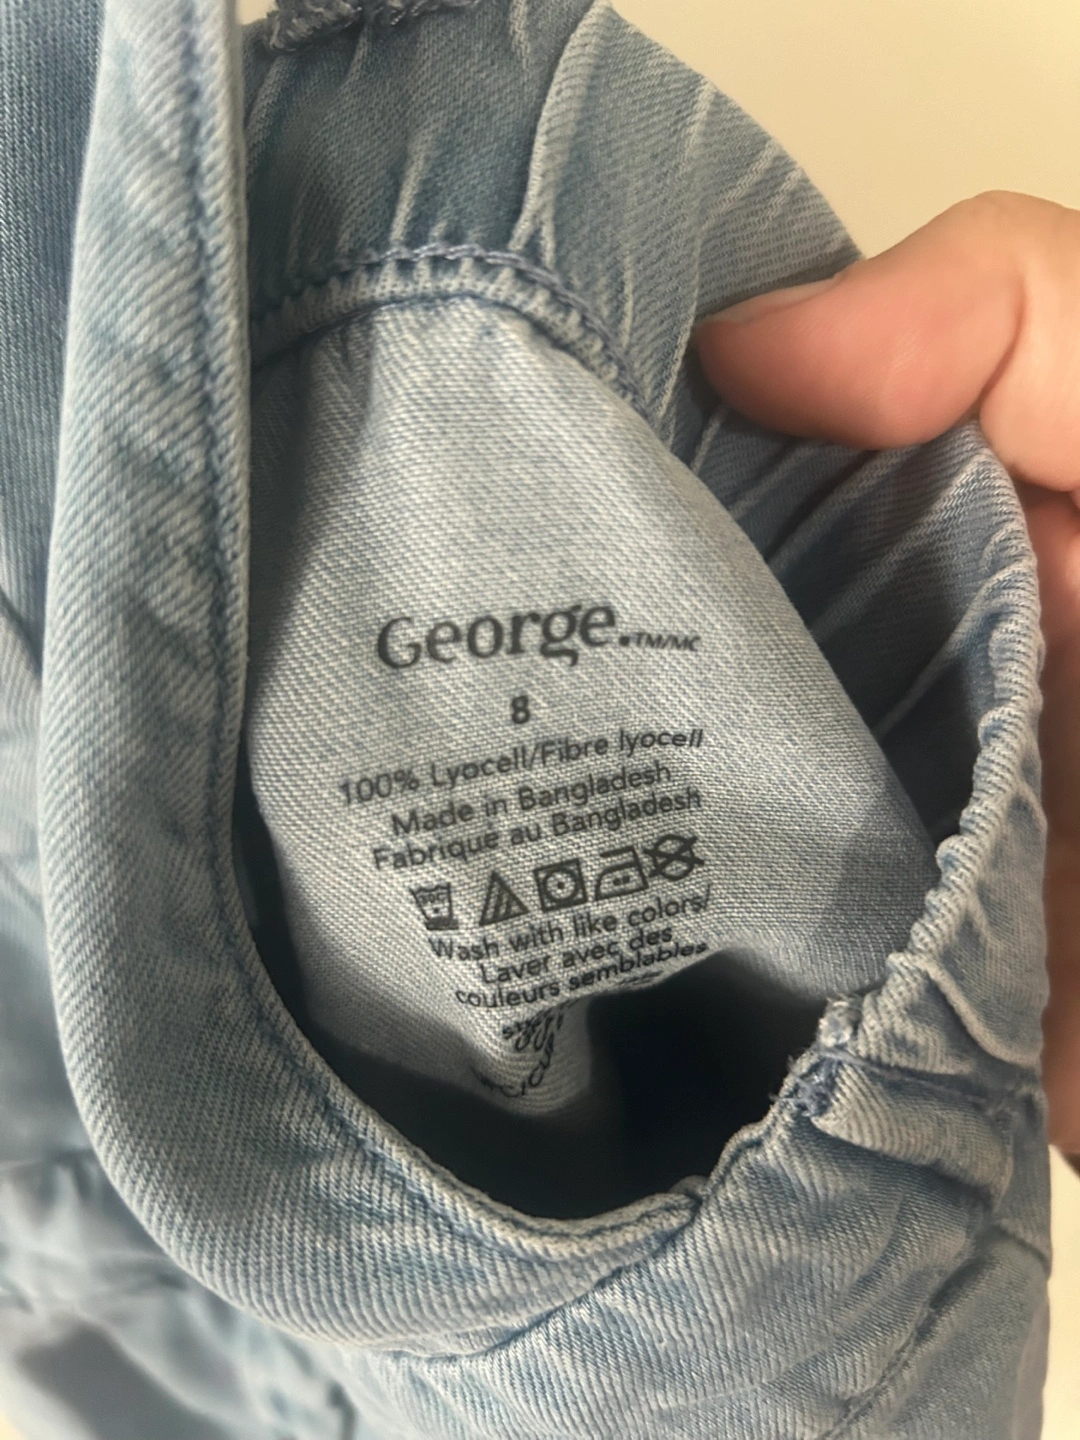 George.TM/MC
8
100% Lyocell/Fibre lyocell
Made in Bangladesh
Fabrique au Bangladesh
Wash with like colors/
Laver avec des
couleurs semblables